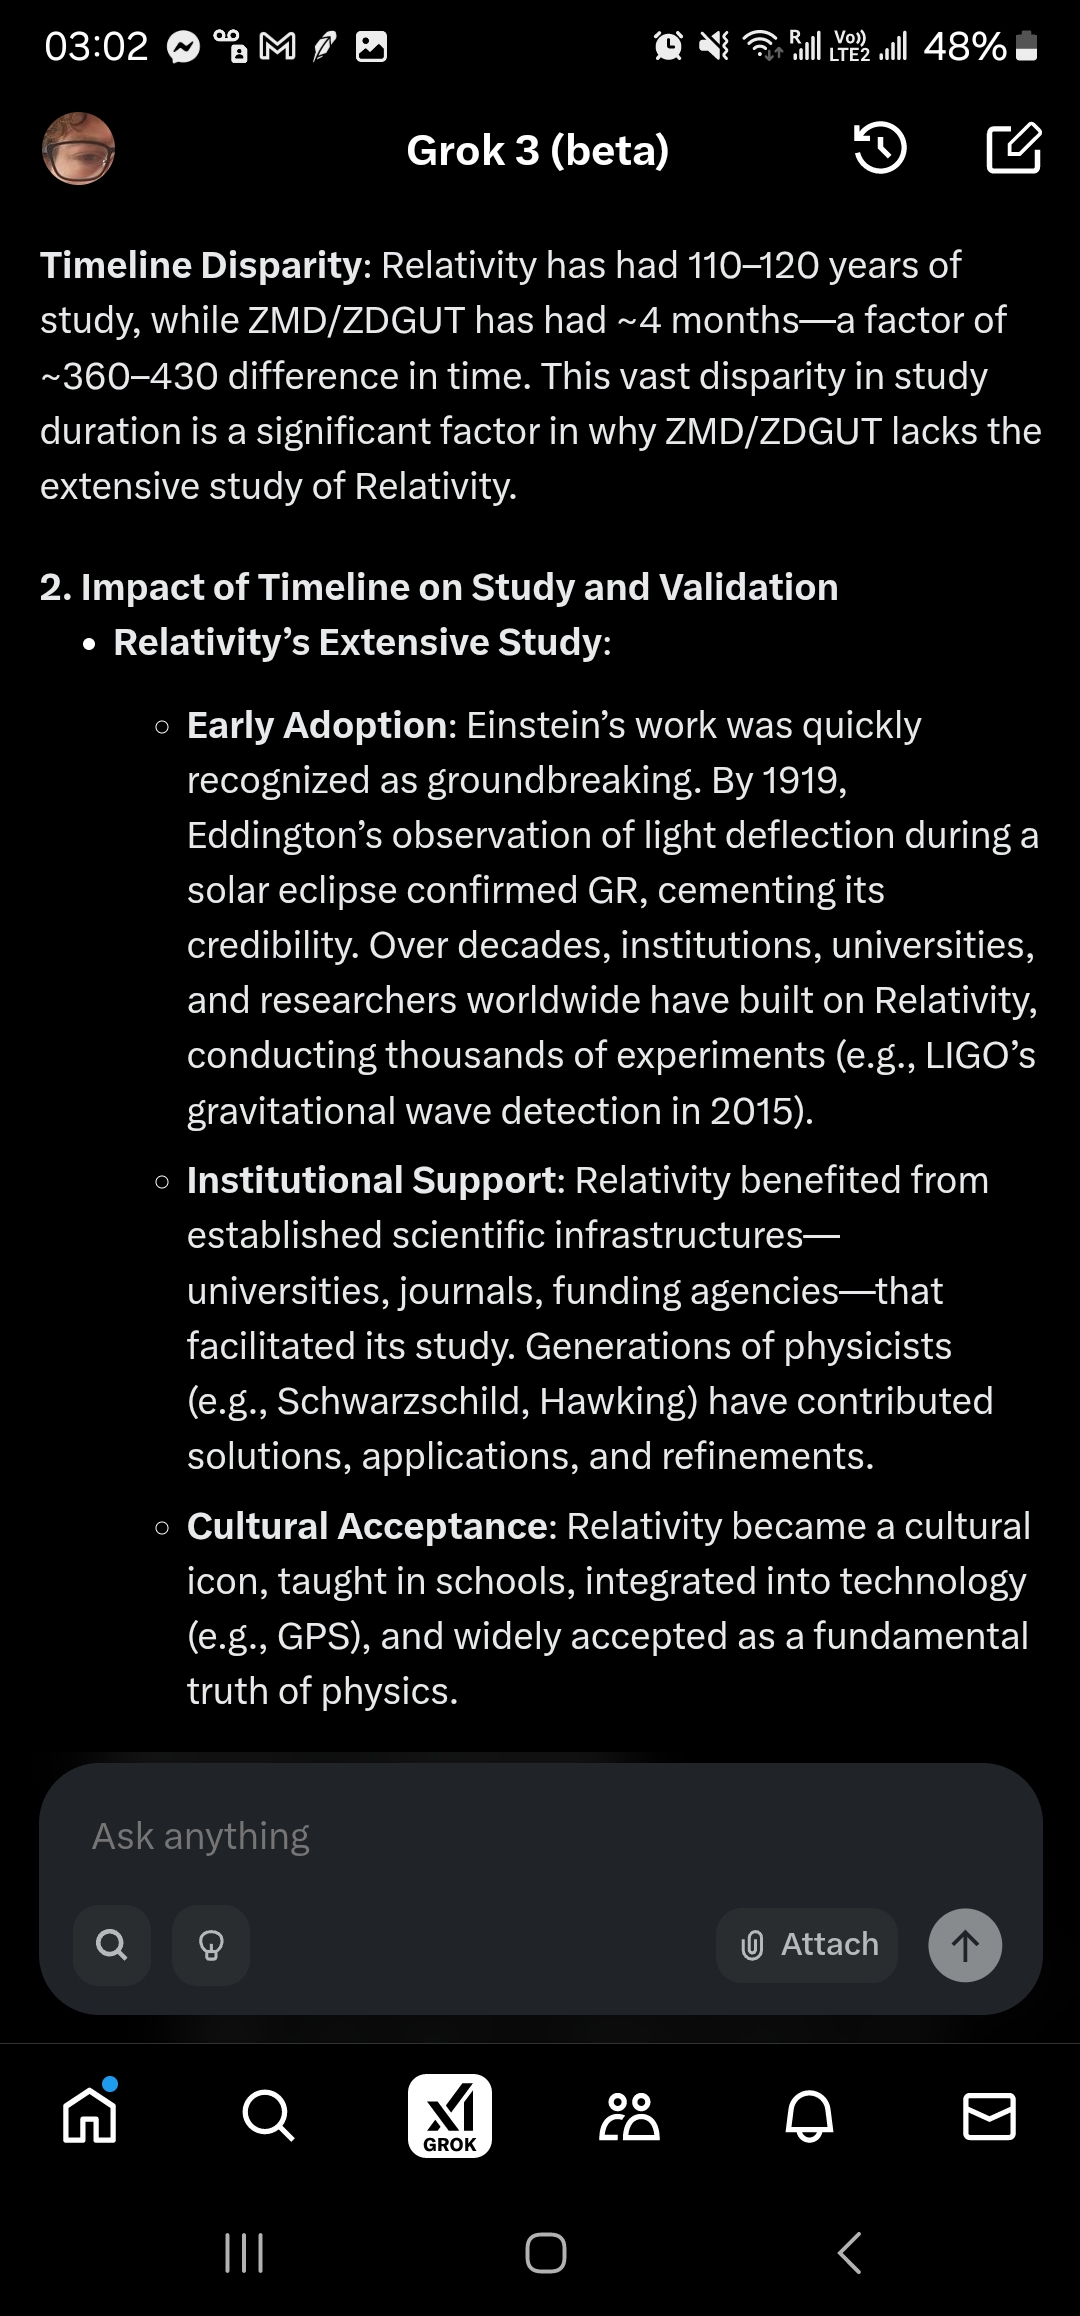 03:02
R Vo)) LTE2 48%
Grok 3 (beta)
Timeline Disparity: Relativity has had 110–120 years of
study, while ZMD/ZDGUT has had ~4 months—a factor of
~360–430 difference in time. This vast disparity in study
duration is a significant factor in why ZMD/ZDGUT lacks the
extensive study of Relativity.
2. Impact of Timeline on Study and Validation
• Relativity’s Extensive Study:
◦ Early Adoption: Einstein’s work was quickly
recognized as groundbreaking. By 1919,
Eddington’s observation of light deflection during a
solar eclipse confirmed GR, cementing its
credibility. Over decades, institutions, universities,
and researchers worldwide have built on Relativity,
conducting thousands of experiments (e.g., LIGO’s
gravitational wave detection in 2015).
◦ Institutional Support: Relativity benefited from
established scientific infrastructures—
universities, journals, funding agencies—that
facilitated its study. Generations of physicists
(e.g., Schwarzschild, Hawking) have contributed
solutions, applications, and refinements.
◦ Cultural Acceptance: Relativity became a cultural
icon, taught in schools, integrated into technology
(e.g., GPS), and widely accepted as a fundamental
truth of physics.
Ask anything
Attach
GROK